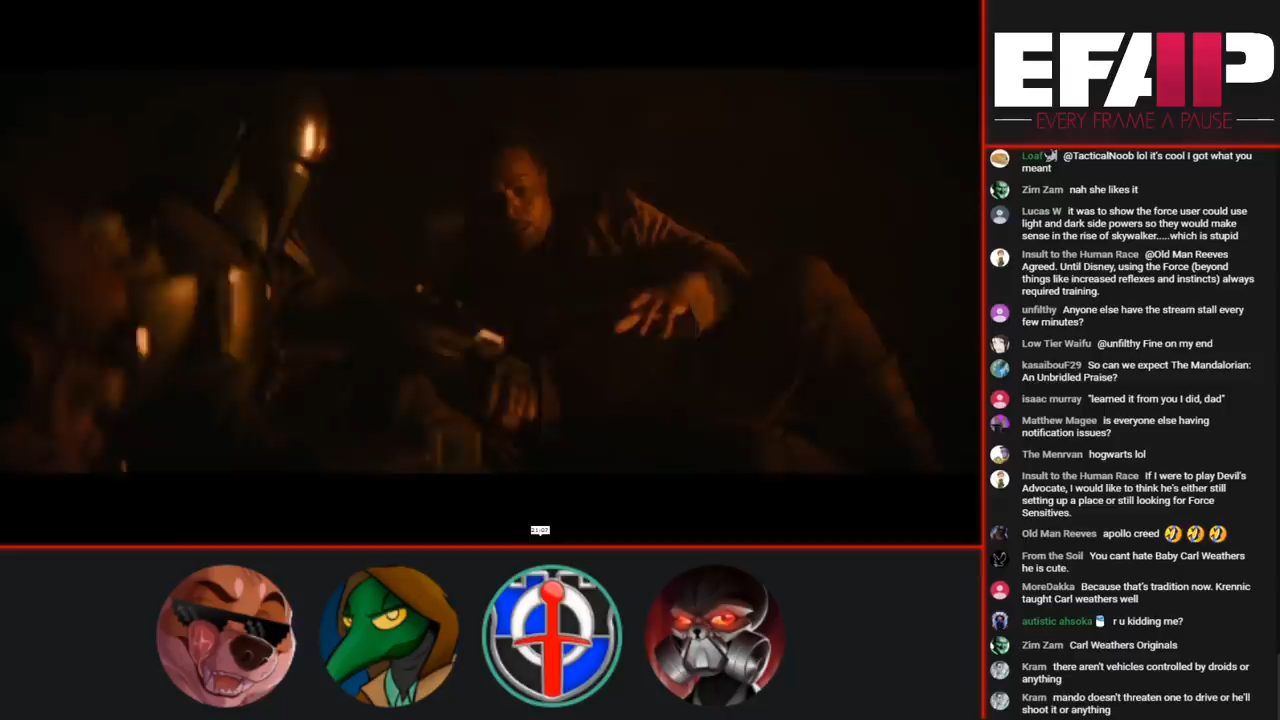 EFAP
EVERY FRAME A PAUSE
Loaf @TacticalNoob lol it's cool I got what you
meant
Zim Zam nah she likes it
Lucas W it was to show the force user could use
light and dark side powers so they would make
sense in the rise of skywalker.....which is stupid
Insult to the Human Race @Old Man Reeves
Agreed. Until Disney, using the Force (beyond
things like increased reflexes and instincts) always
required training.
unfilthy Anyone else have the stream stall every
few minutes?
Low Tier Waifu @unfilthy Fine on my end
kasaibouF29 So can we expect The Mandalorian:
An Unbridled Praise?
isaac murray "learned it from you I did, dad"
Matthew Magee is everyone else having
notification issues?
The Menrvan hogwarts lol
Insult to the Human Race If I were to play Devil's
Advocate, I would like to think he's either still
setting up a place or still looking for Force
Sensitives.
Old Man Reeves apollo creed 🤣 🤣 🤣
From the Soil You cant hate Baby Carl Weathers
he is cute.
MoreDakka Because that's tradition now. Krennic
taught Carl weathers well
autistic ahsoka r u kidding me?
Zim Zam Carl Weathers Originals
Kram there aren't vehicles controlled by droids or
anything
Kram mando doesn't threaten one to drive or he'll
shoot it or anything
21:07